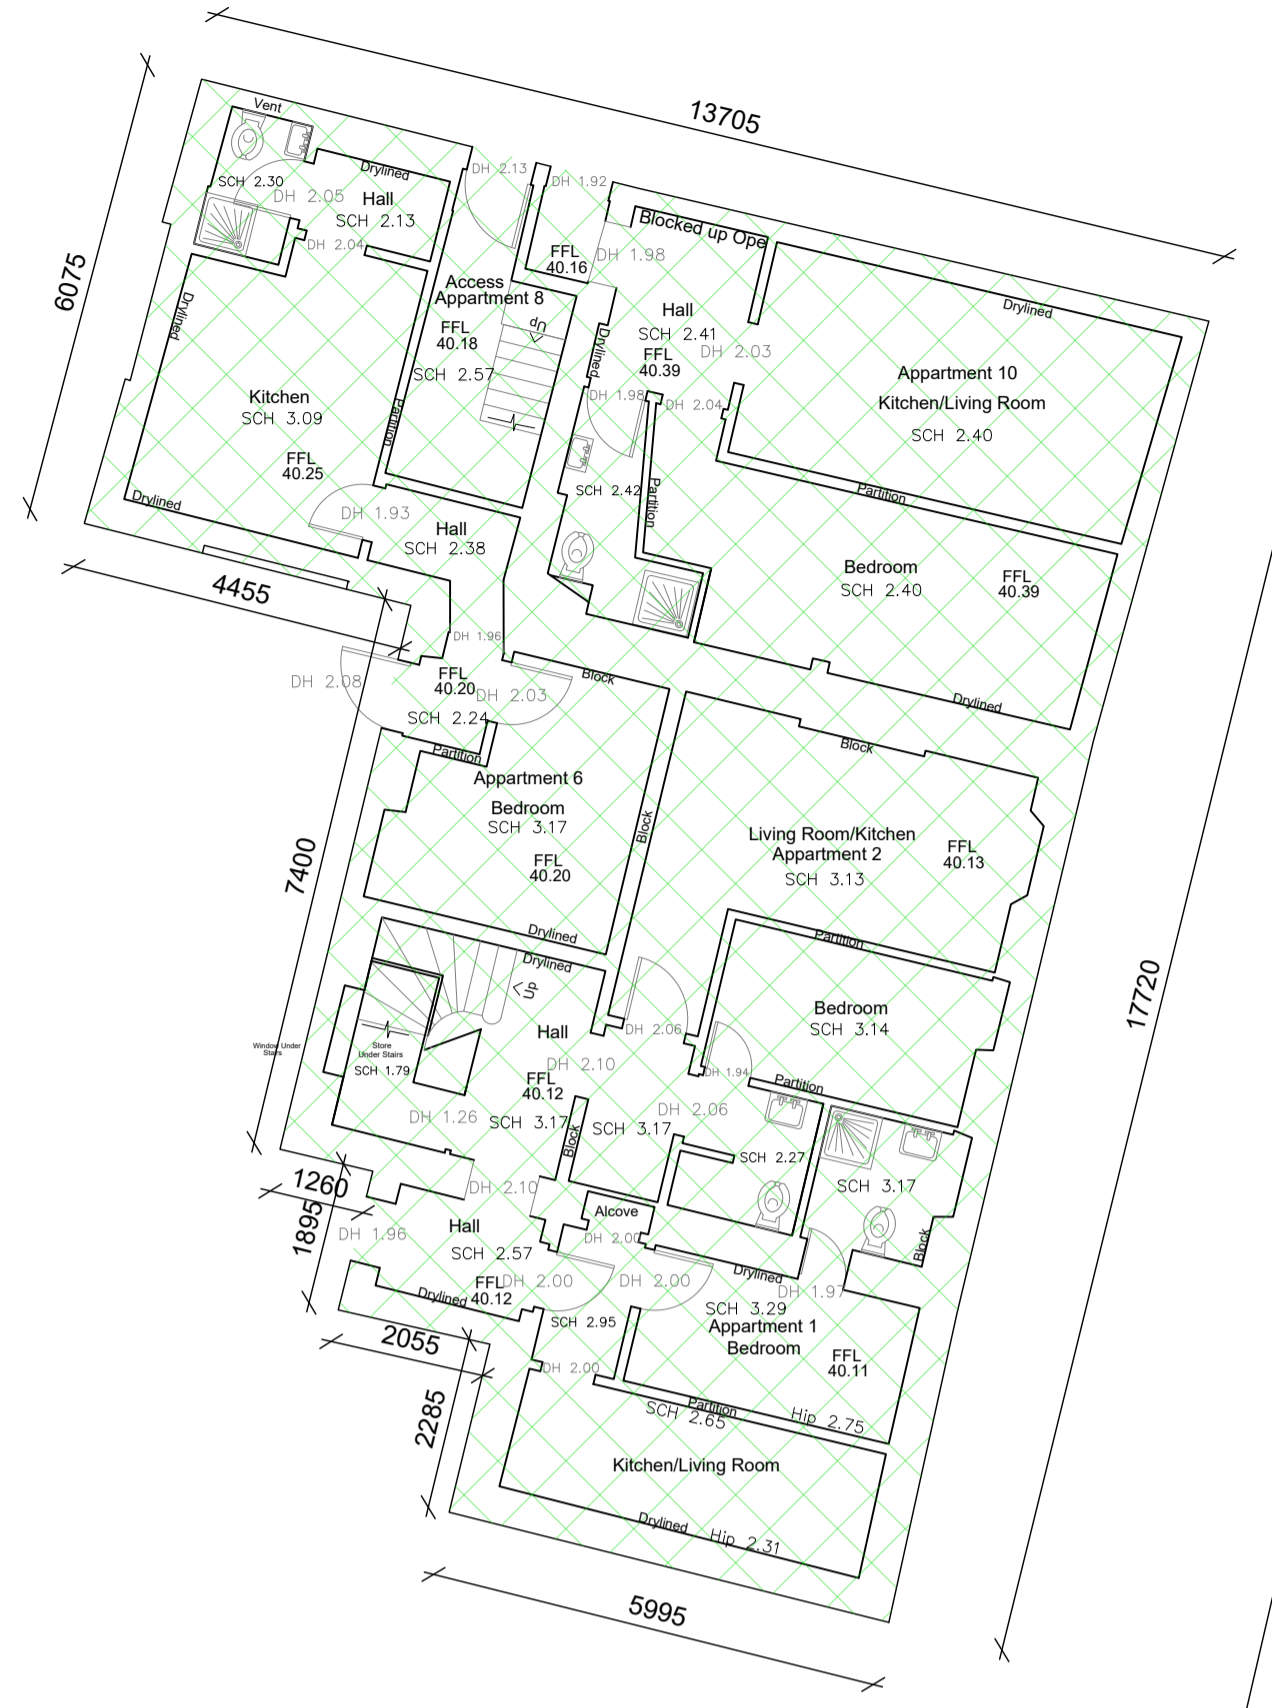 13705
Vent
6075
SCH 2.30
DH 2.05
Drylined
Hall
SCH 2.13
DH 2.04
DH 2.13
DH 1.92
Blocked up Ope
FFL
40.16
DH 1.98
Access
Appartment 8
FFL
40.18
SCH 2.57
Up
Drylined
Hall
SCH 2.41
FFL
40.39
DH 2.03
Drylined
Appartment 10
Kitchen/Living Room
SCH 2.40
Drylined
Kitchen
SCH 3.09
FFL
40.25
Partition
Drylined
DH 1.98
DH 2.04
SCH 2.42
Partition
Partition
DH 1.93
Hall
SCH 2.38
Bedroom
SCH 2.40
FFL
40.39
4455
DH 1.96
DH 2.08
FFL
40.20
DH 2.03
SCH 2.24
Block
Drylined
Partition
Block
Appartment 6
Bedroom
SCH 3.17
FFL
40.20
Block
7400
Living Room/Kitchen
Appartment 2
SCH 3.13
FFL
40.13
Drylined
Drylined
Partition
Up
17720
Bedroom
SCH 3.14
Window Under
Stairs
Store
Under Stairs
SCH 1.79
Hall
DH 2.10
FFL
40.12
DH 1.26
SCH 3.17
DH 2.06
DH 1.94
Partition
DH 2.06
Block
SCH 3.17
SCH 2.27
SCH 3.17
1260
1895
DH 1.96
DH 2.10
Hall
SCH 2.57
Alcove
DH 2.00
Block
FFL
40.12
Drylined
DH 2.00
DH 2.00
Drylined
DH 1.97
SCH 3.29
Appartment 1
Bedroom
FFL
40.11
SCH 2.95
2055
DH 2.00
Partition
SCH 2.65
Hip 2.75
2285
Kitchen/Living Room
Drylined
Hip 2.31
5995